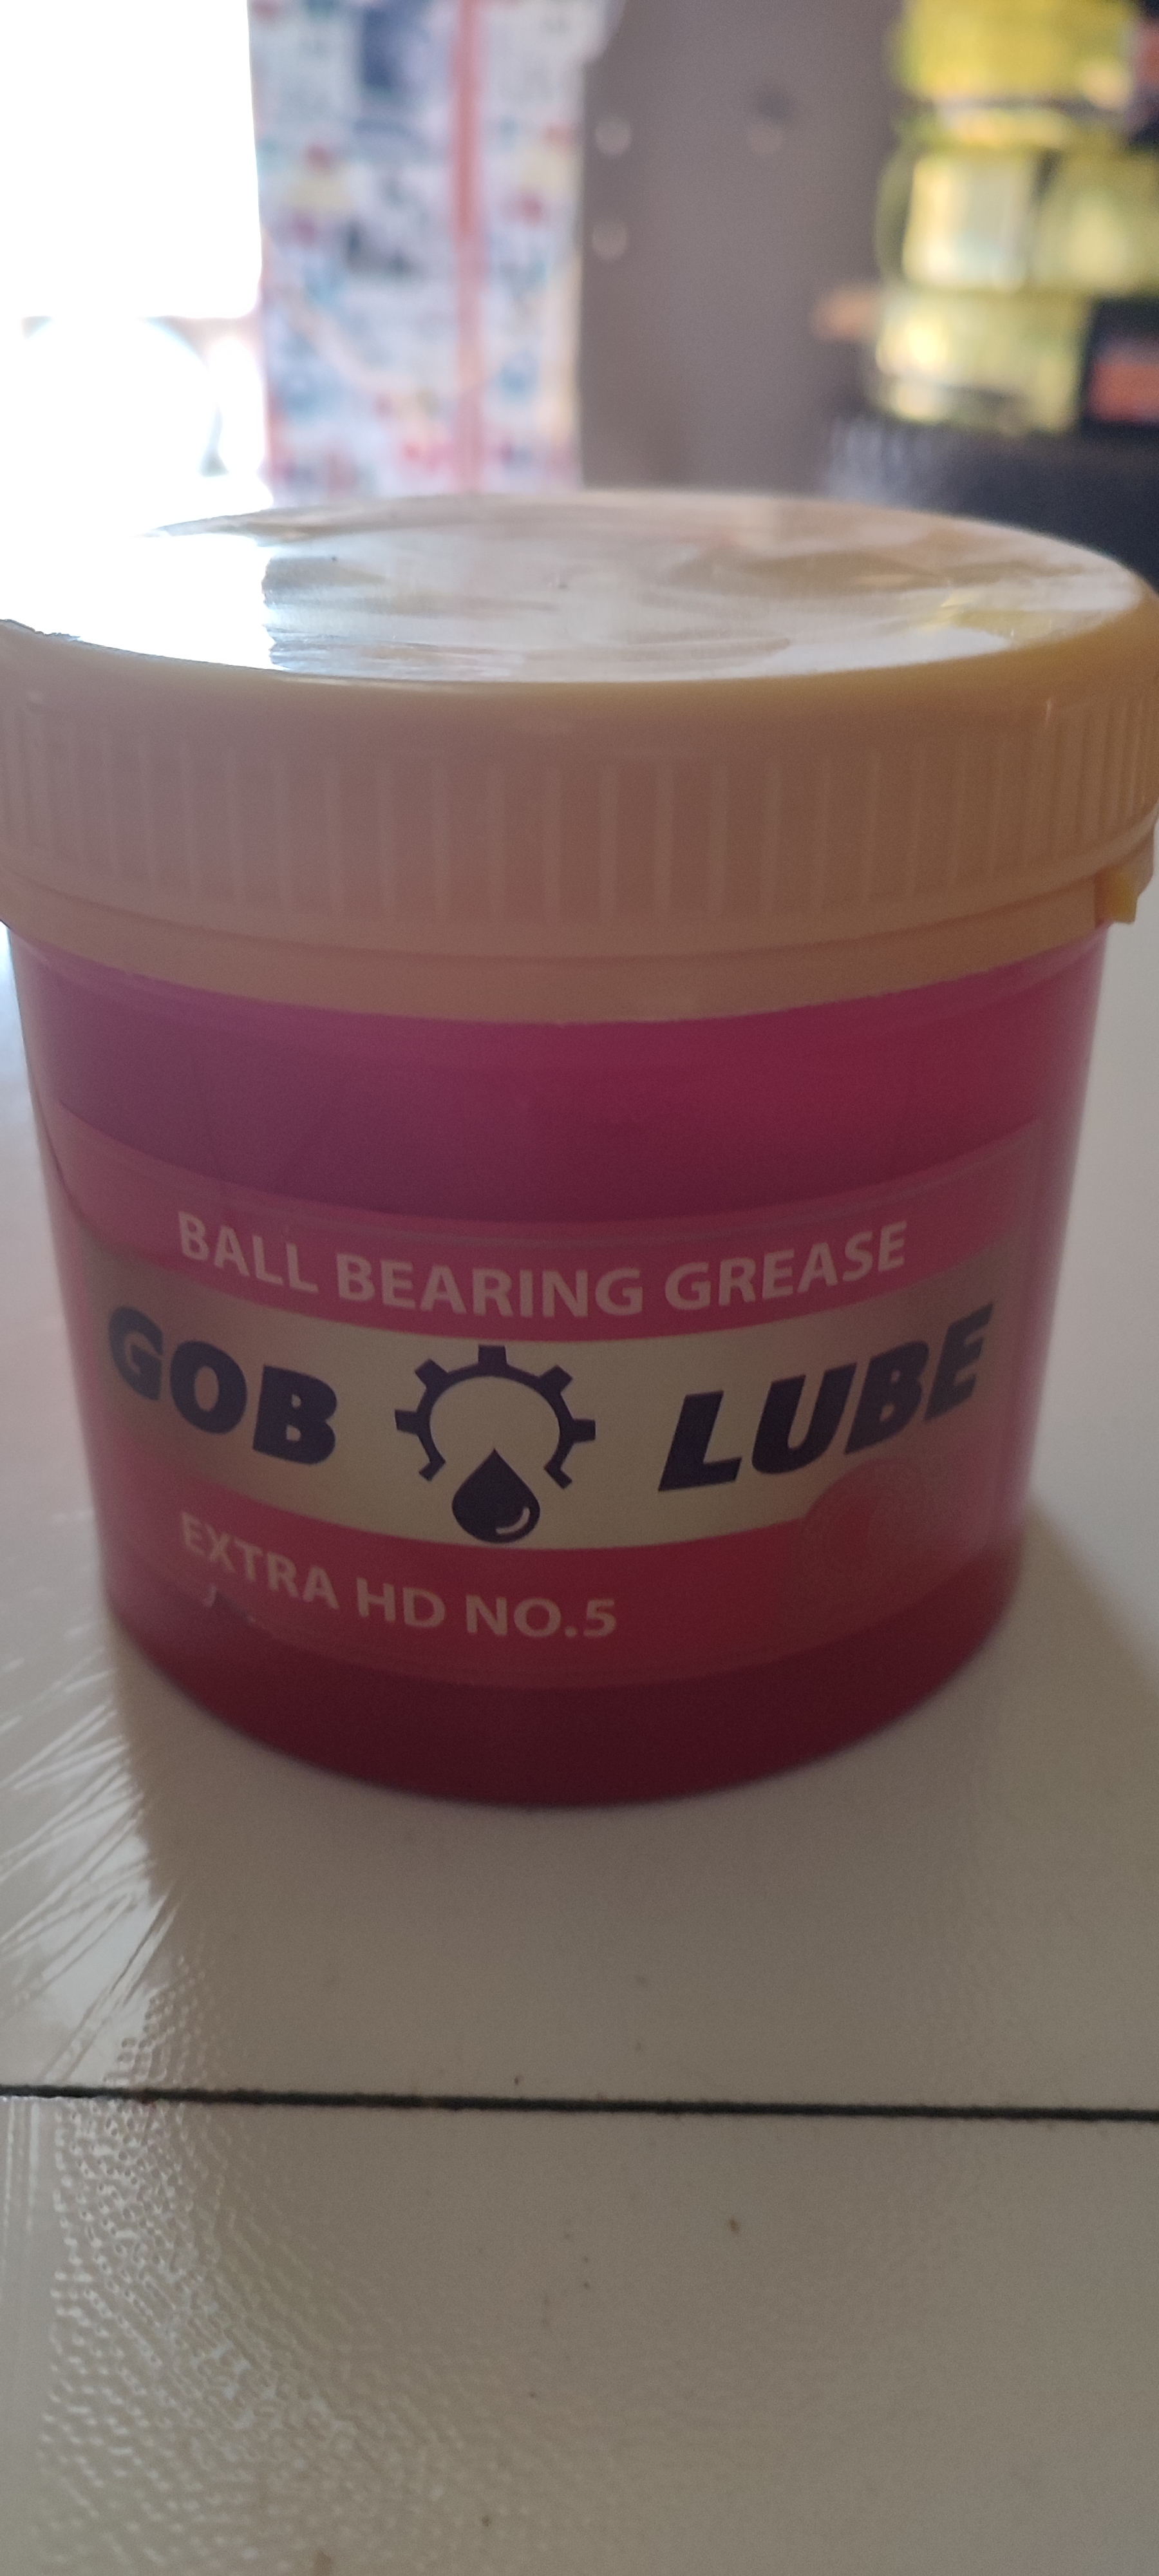 BALL BEARING GREASE
GOB LUBE
EXTRA HD NO.5